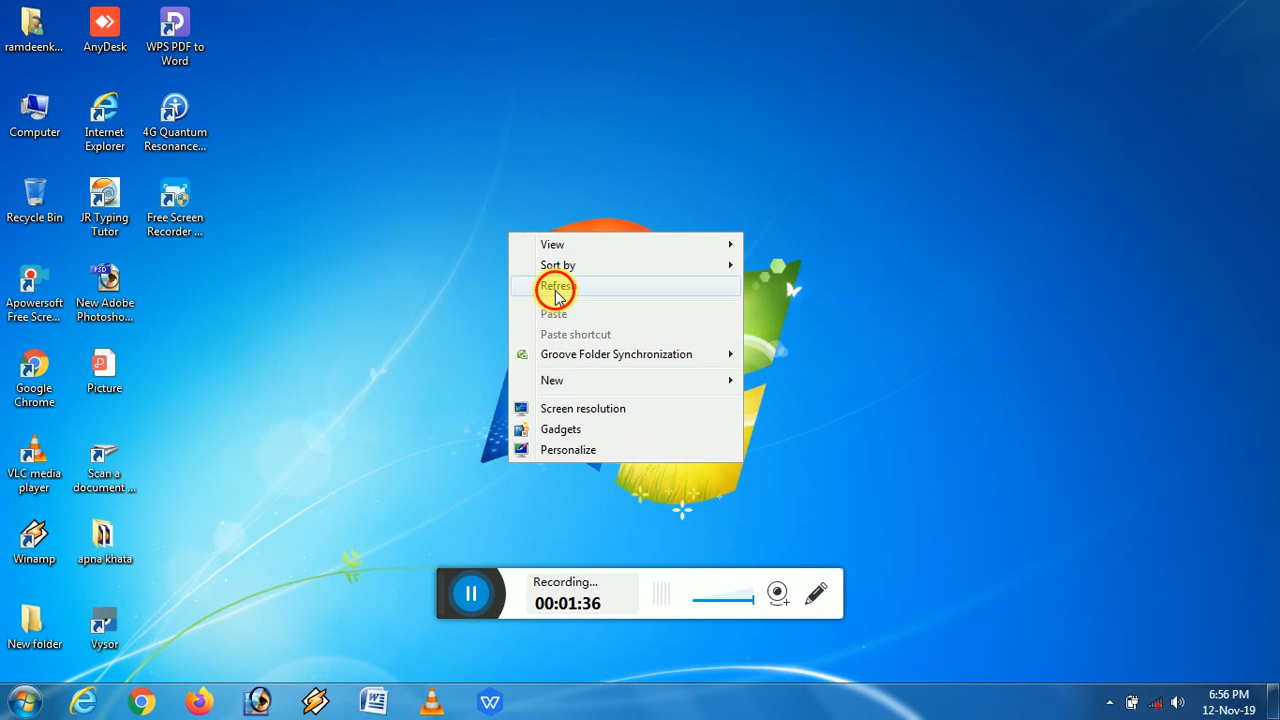 ramdeenk...
AnyDesk
WPS PDF to
Word
Computer
Internet
Explorer
4G Quantum
Resonance...
Recycle Bin
JR Typing
Tutor
Free Screen
Recorder ...
Apowersoft
Free Scre...
New Adobe
Photosho...
PSD
Google
Chrome
Picture
VLC media
player
Scan a
document ...
Winamp
apna khata
New folder
Vysor
View
Sort by
Refresh
Paste
Paste shortcut
Groove Folder Synchronization
New
Screen resolution
Gadgets
Personalize
Recording...
00:01:36
6:56 PM
12-Nov-19